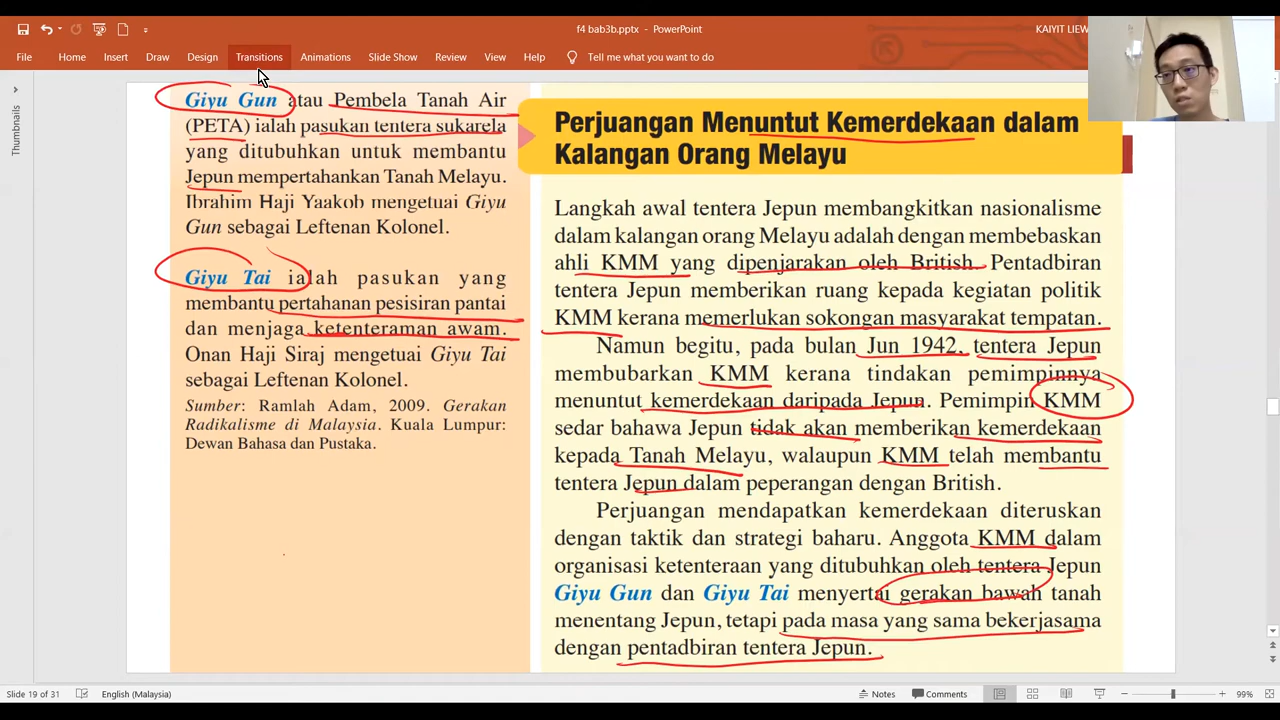 f4 bab3b.pptx - PowerPoint
KAIYIT LIEW
File Home Insert Draw Design Transitions Animations Slide Show Review View Help Tell me what you want to do
Thumbnails
Giyu Gun atau Pembela Tanah Air
(PETA) ialah pasukan tentera sukarela
yang ditubuhkan untuk membantu
Jepun mempertahankan Tanah Melayu.
Ibrahim Haji Yaakob mengetuai Giyu
Gun sebagai Leftenan Kolonel.
Giyu Tai ialah pasukan yang
membantu pertahanan pesisiran pantai
dan menjaga ketenteraman awam.
Onan Haji Siraj mengetuai Giyu Tai
sebagai Leftenan Kolonel.
Sumber: Ramlah Adam, 2009. Gerakan
Radikalisme di Malaysia. Kuala Lumpur:
Dewan Bahasa dan Pustaka.
Perjuangan Menuntut Kemerdekaan dalam
Kalangan Orang Melayu
Langkah awal tentera Jepun membangkitkan nasionalisme
dalam kalangan orang Melayu adalah dengan membebaskan
ahli KMM yang dipenjarakan oleh British. Pentadbiran
tentera Jepun memberikan ruang kepada kegiatan politik
KMM kerana memerlukan sokongan masyarakat tempatan.
Namun begitu, pada bulan Jun 1942, tentera Jepun
membubarkan KMM kerana tindakan pemimpinnya
menuntut kemerdekaan daripada Jepun. Pemimpin KMM
sedar bahawa Jepun tidak akan memberikan kemerdekaan
kepada Tanah Melayu, walaupun KMM telah membantu
tentera Jepun dalam peperangan dengan British.
Perjuangan mendapatkan kemerdekaan diteruskan
dengan taktik dan strategi baharu. Anggota KMM dalam
organisasi ketenteraan yang ditubuhkan oleh tentera Jepun
Giyu Gun dan Giyu Tai menyertai gerakan bawah tanah
menentang Jepun, tetapi pada masa yang sama bekerjasama
dengan pentadbiran tentera Jepun.
Slide 19 of 31 English (Malaysia) Notes Comments 99%